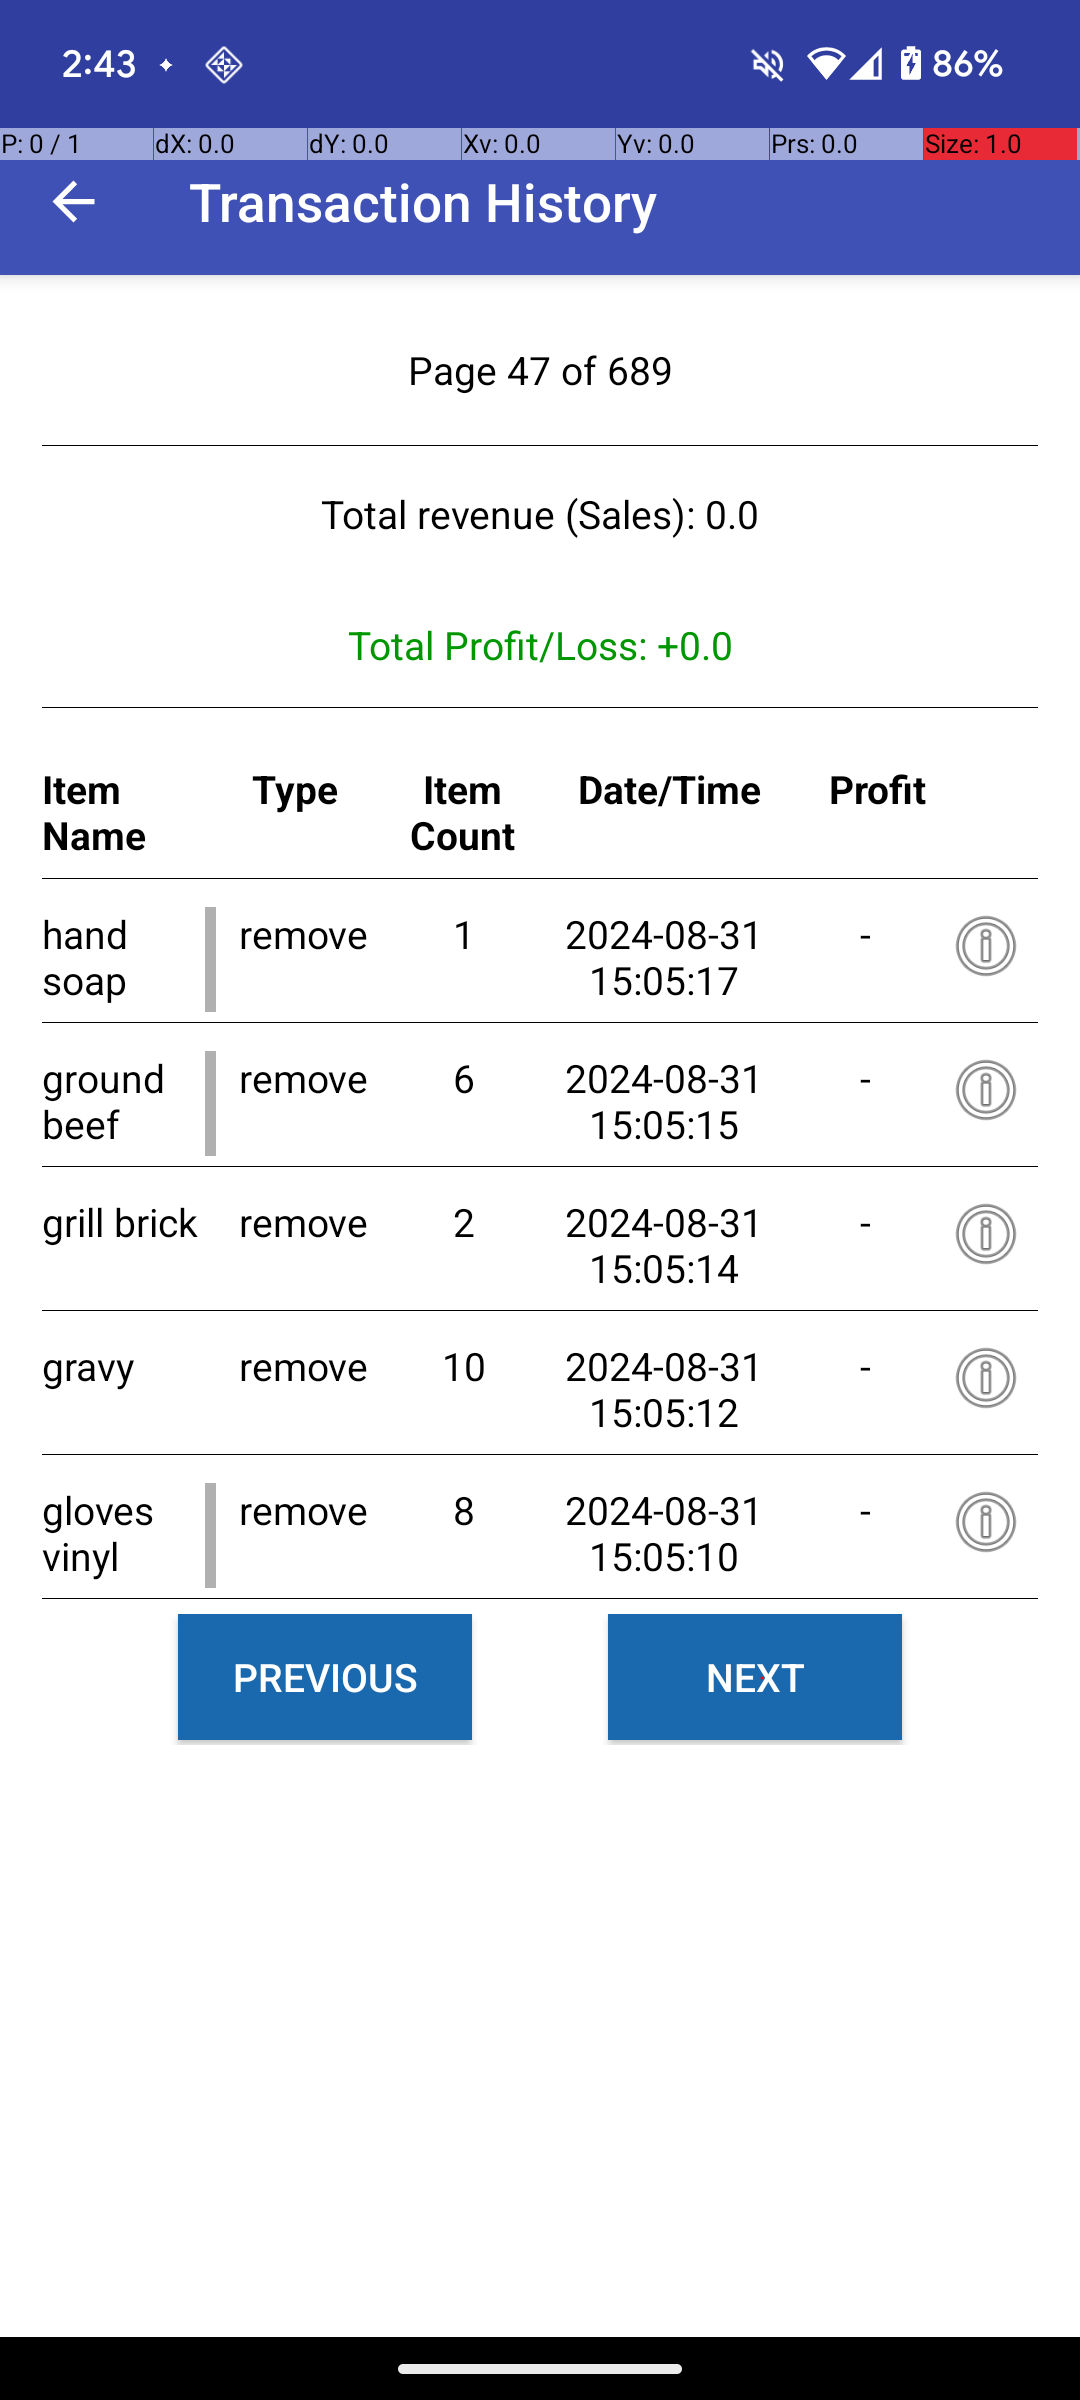 2:43 86%
P: 0 / 1 dX: 0.0 dY: 0.0 Xv: 0.0 Yv: 0.0 Prs: 0.0 Size: 1.0
Transaction History
Page 47 of 689
Total revenue (Sales): 0.0
Total Profit/Loss: +0.0
Item Type Item Date/Time Profit
Name Count
hand remove 1 2024-08-31 -
soap 15:05:17
ground remove 6 2024-08-31 -
beef 15:05:15
grill brick remove 2 2024-08-31 -
15:05:14
gravy remove 10 2024-08-31 -
15:05:12
gloves remove 8 2024-08-31 -
vinyl 15:05:10
PREVIOUS NEXT